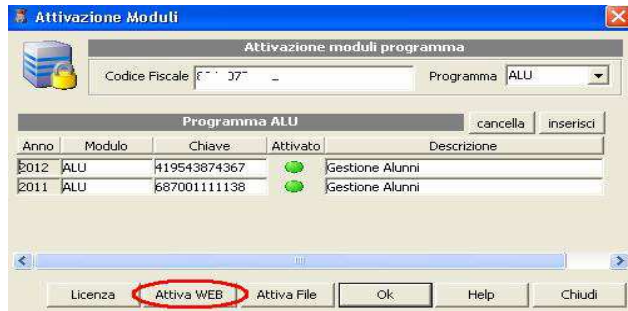 Attivazione Moduli
Attivazione moduli programma
Codice Fiscale Programma ALU
Programma ALU cancella inserisci
Anno Modulo Chiave Attivato Descrizione
2012 ALU 419543874367 Gestione Alunni
2011 ALU 687001111138 Gestione Alunni
Licenza Attiva WEB Attiva File Ok Help Chiudi